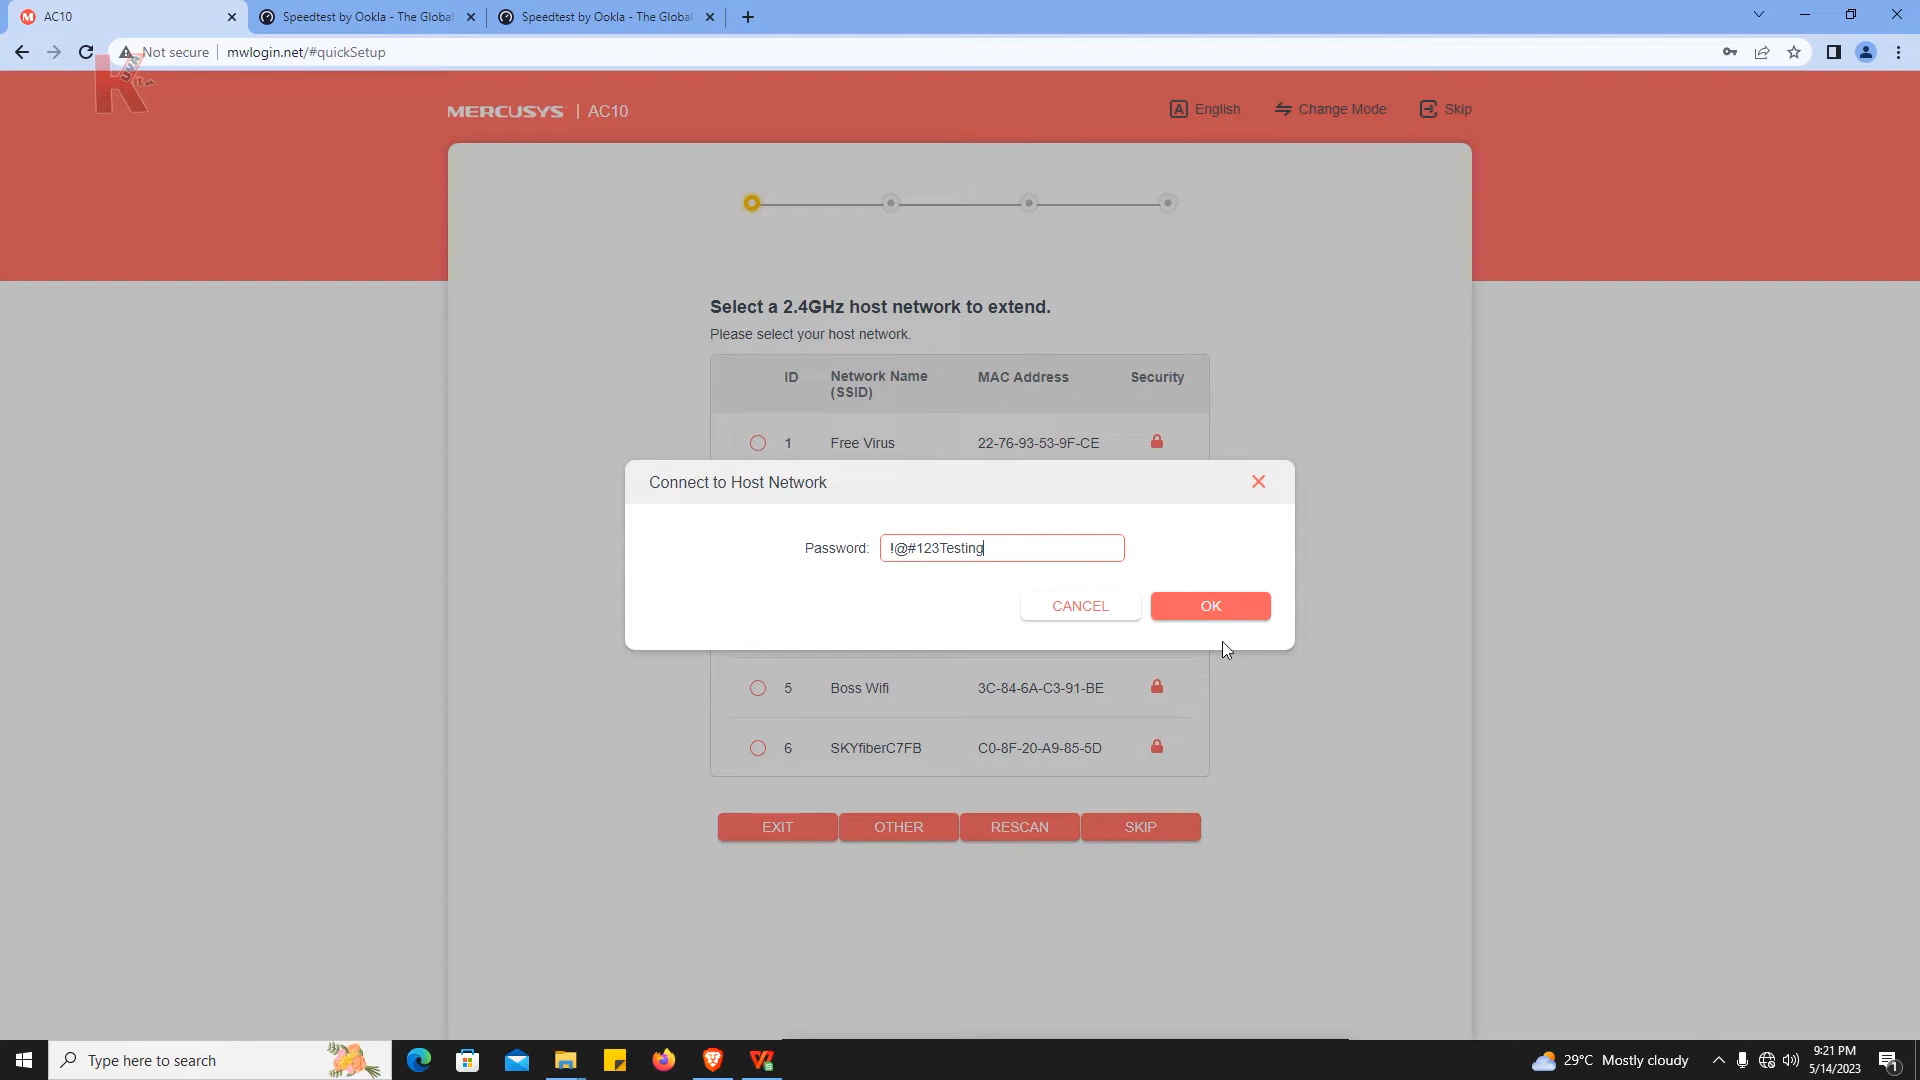 AC10
Speedtest by Ookla - The Global
Speedtest by Ookla - The Global
Not secure
mwlogin.net/#quickSetup
MERCUSYS | AC10
English
Change Mode
Skip
Select a 2.4GHz host network to extend.
Please select your host network.
ID Network Name (SSID) MAC Address Security
1 Free Virus 22-76-93-53-9F-CE
Connect to Host Network
Password: !@#123Testing
CANCEL OK
5 Boss Wifi 3C-84-6A-C3-91-BE
6 SKYfiberC7FB C0-8F-20-A9-85-5D
EXIT OTHER RESCAN SKIP
Type here to search
29°C Mostly cloudy
9:21 PM
5/14/2023
1